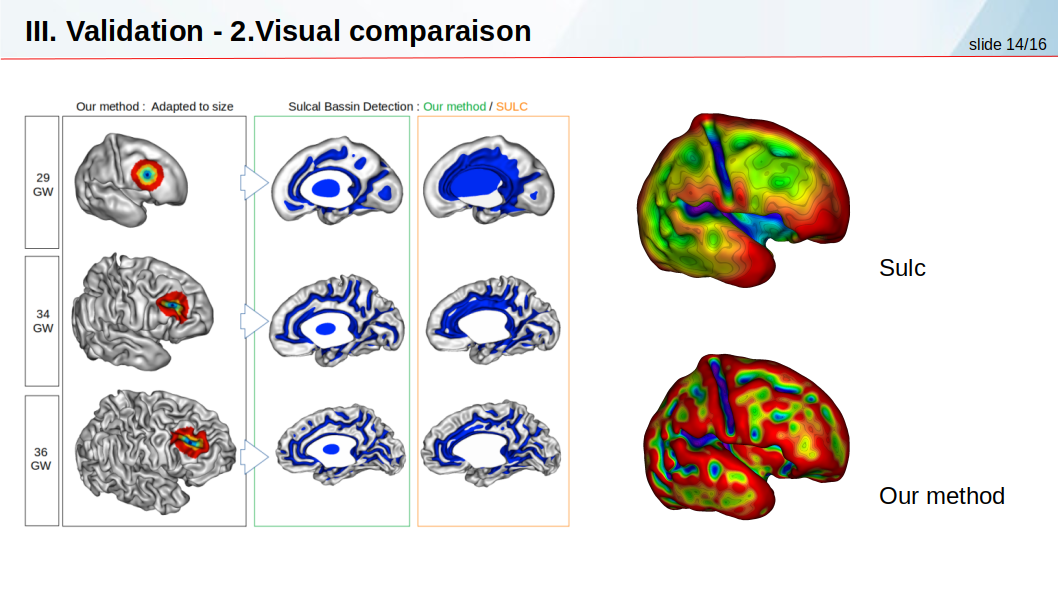 III. Validation - 2.Visual comparaison
slide 14/16
Our method : Adapted to size
Sulcal Bassin Detection : Our method / SULC
29
GW
34
GW
36
GW
Sulc
Our method